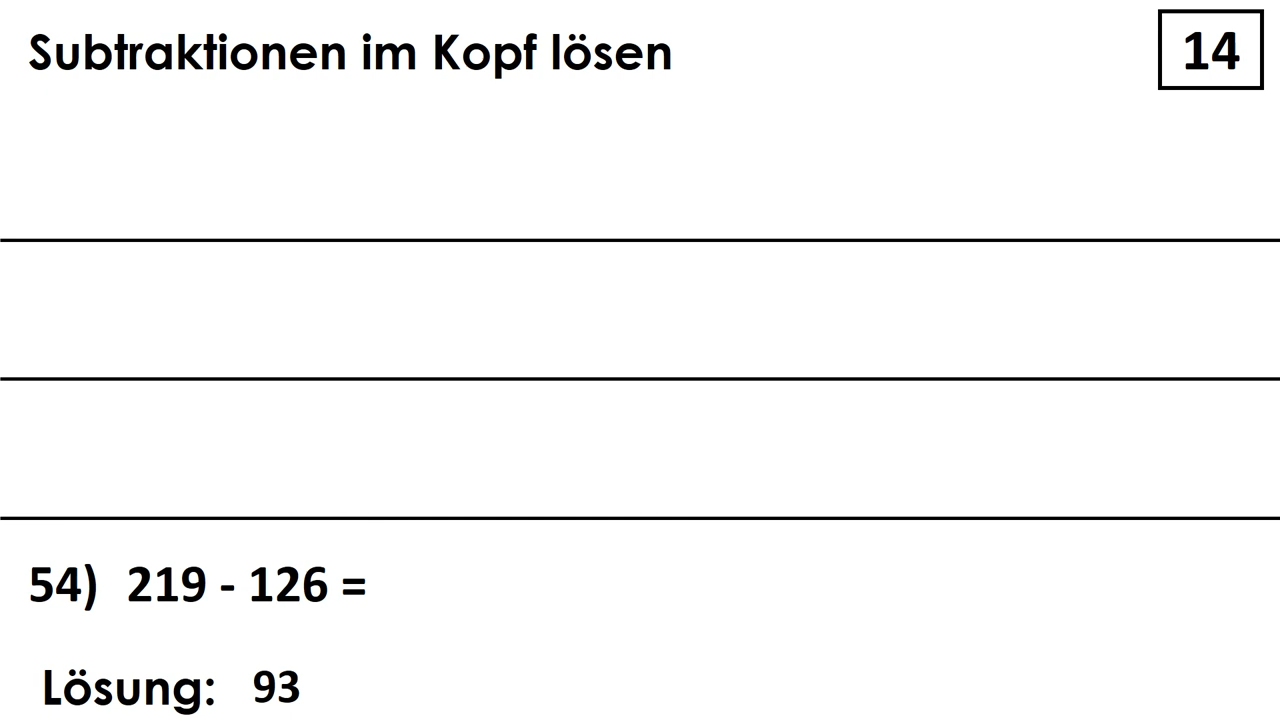 Subtraktionen im Kopf lösen
14
54) 219 - 126 =
Lösung: 93